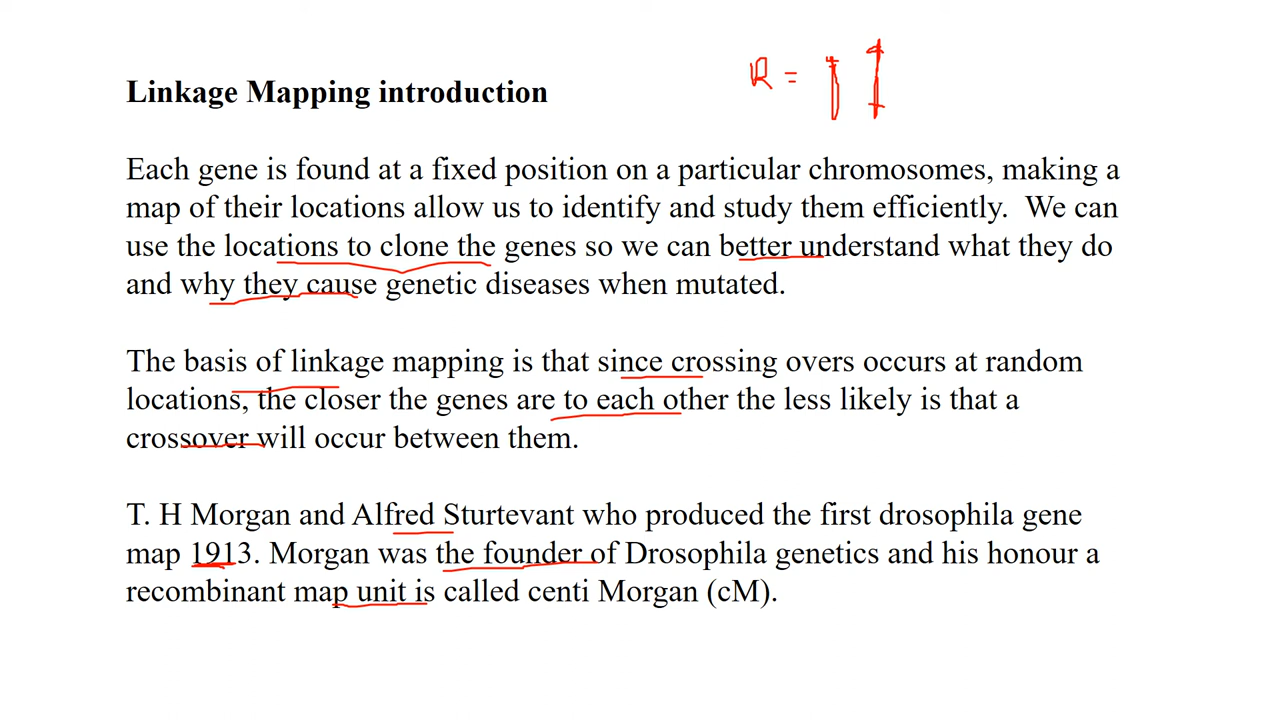 R =
Linkage Mapping introduction
Each gene is found at a fixed position on a particular chromosomes, making a
map of their locations allow us to identify and study them efficiently. We can
use the locations to clone the genes so we can better understand what they do
and why they cause genetic diseases when mutated.
The basis of linkage mapping is that since crossing overs occurs at random
locations, the closer the genes are to each other the less likely is that a
crossover will occur between them.
T. H Morgan and Alfred Sturtevant who produced the first drosophila gene
map 1913. Morgan was the founder of Drosophila genetics and his honour a
recombinant map unit is called centi Morgan (cM).